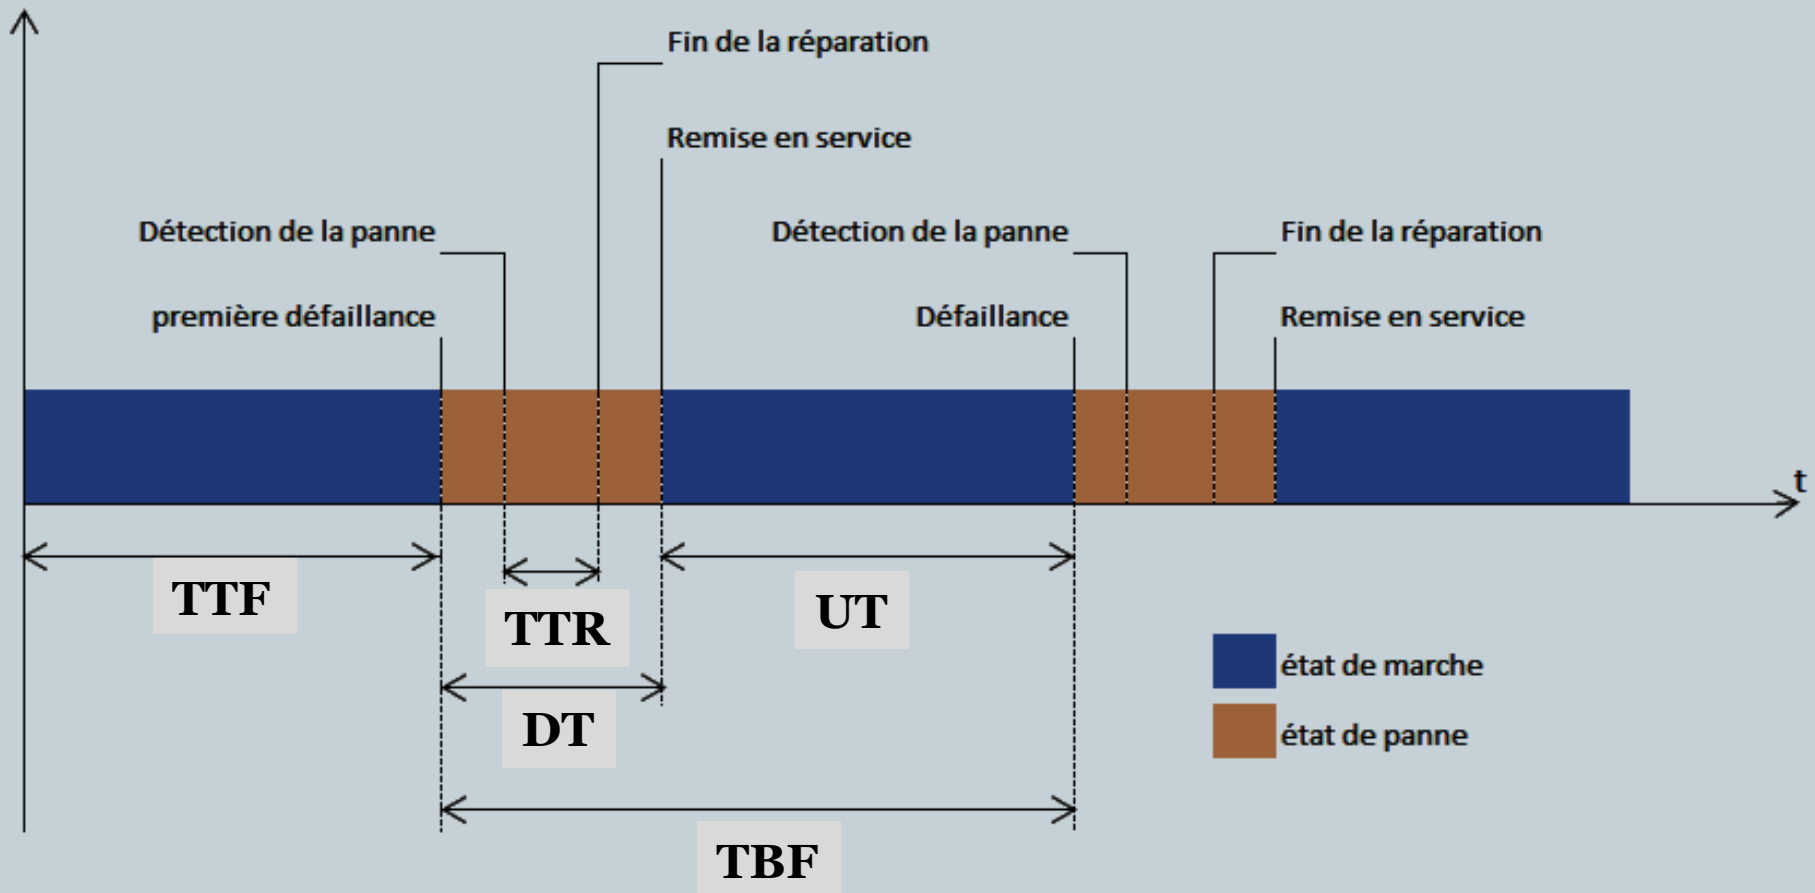 Fin de la réparation
Remise en service
Détection de la panne
première défaillance
Détection de la panne
Défaillance
Fin de la réparation
Remise en service
t
TTF
TTR
UT
DT
TBF
état de marche
état de panne